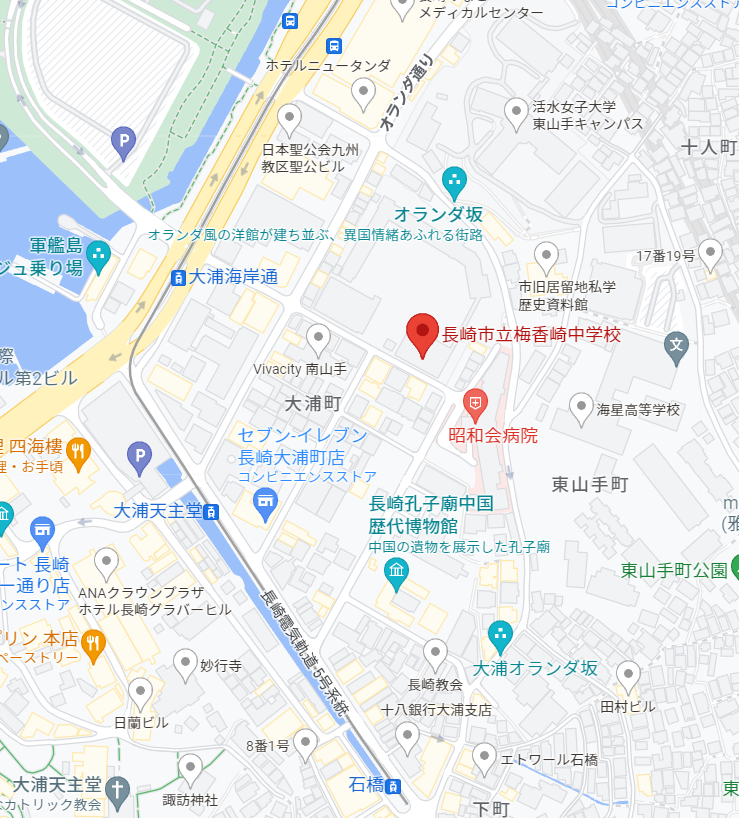 メディカルセンター
コンビニエンスストア
ホテルニュータンダ
オランダ通り
活水女子大学
東山手キャンパス
P
日本聖公会九州
教区聖公ビル
十人町
オランダ坂
オランダ風の洋館が建ち並ぶ、異国情緒あふれる街路
軍艦島
ジュ乗り場
大浦海岸通
17番19号
市旧居留地私学
歴史資料館
長崎市立梅香崎中学校
文
際
ル第2ビル
Vivacity 南山手
大浦町
海星高等学校
昭和会病院
セブン-イレブン
長崎大浦町店
コンビニエンスストア
四海樓
理・お手頃
P
東山手町
長崎孔子廟中国
歴代博物館
中国の遺物を展示した孔子廟
大浦天主堂
m
(雅
ート 長崎
一通り店
ンスストア
東山手町公園
ANAクラウンプラザ
ホテル長崎グラバーヒル
長崎電気軌道-5号系統
プリン 本店
ペーストリー
妙行寺
大浦オランダ坂
長崎教会
田村ビル
日蘭ビル
十八銀行大浦支店
8番1号
エトワール石橋
大浦天主堂
カトリック教会
諏訪神社
石橋
下町
東